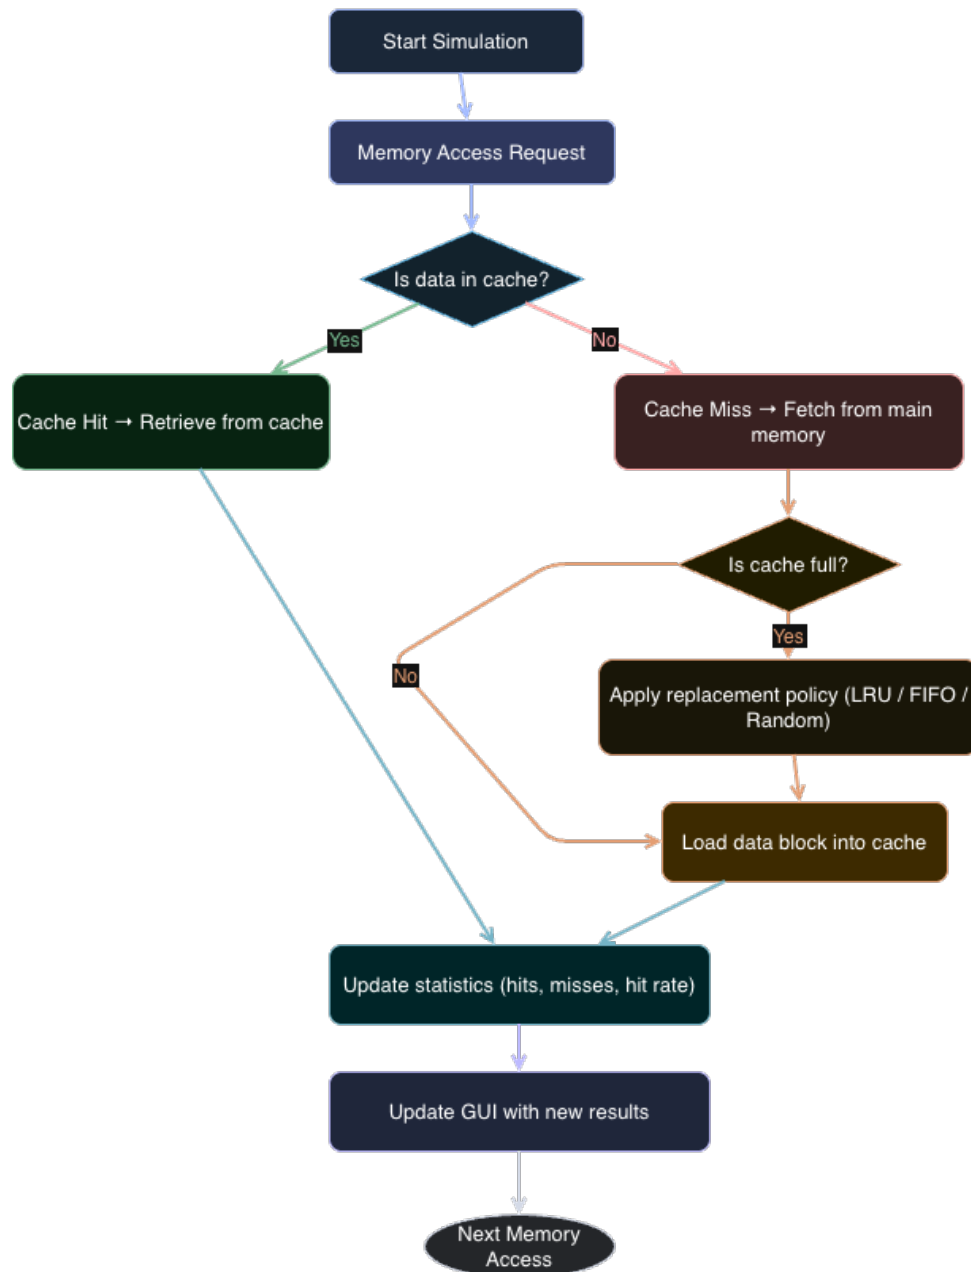 Start Simulation
Memory Access Request
Is data in cache?
Yes
No
Cache Hit → Retrieve from cache
Cache Miss → Fetch from main
memory
Is cache full?
Yes
No
Apply replacement policy (LRU / FIFO /
Random)
Load data block into cache
Update statistics (hits, misses, hit rate)
Update GUI with new results
Next Memory
Access